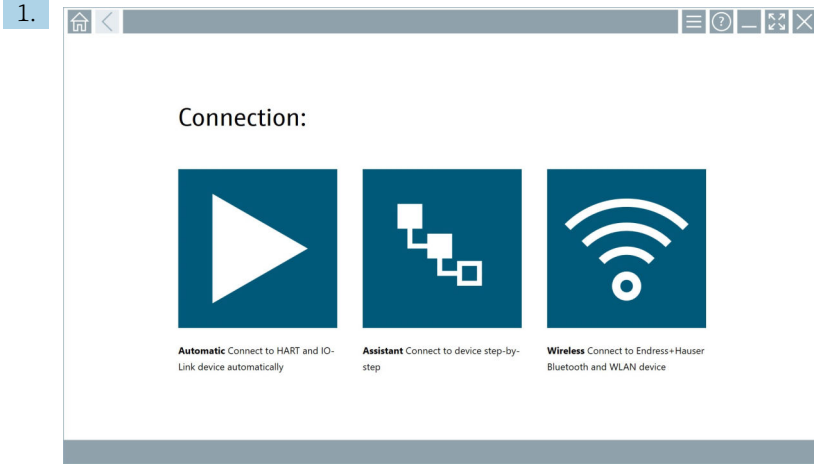 1.
Connection:
Automatic Connect to HART and IO-
Link device automatically
Assistant Connect to device step-by-
step
Wireless Connect to Endress+Hauser
Bluetooth and WLAN device